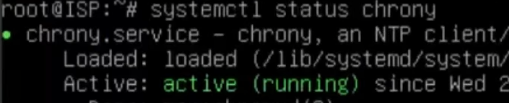 root@ISP:~# systemctl status chrony
● chrony.service - chrony, an NTP client/
Loaded: loaded (/lib/systemd/system/
Active: active (running) since Wed 2